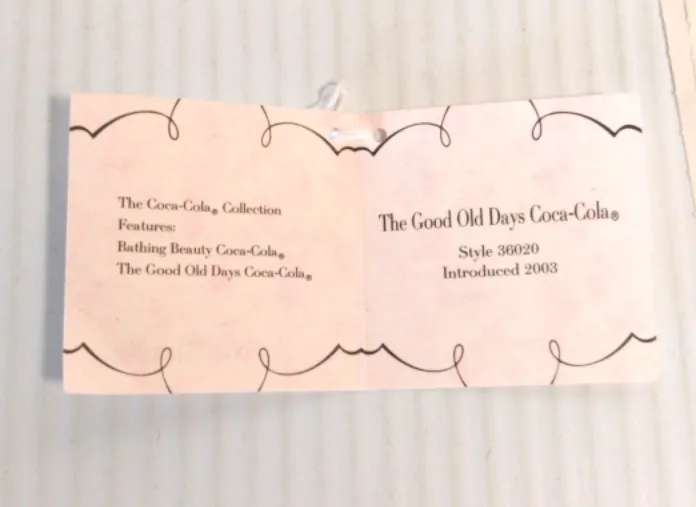 The Coca-Cola® Collection
Features:
Bathing Beauty Coca-Cola®
The Good Old Days Coca-Cola®
The Good Old Days Coca-Cola®
Style 36020
Introduced 2003